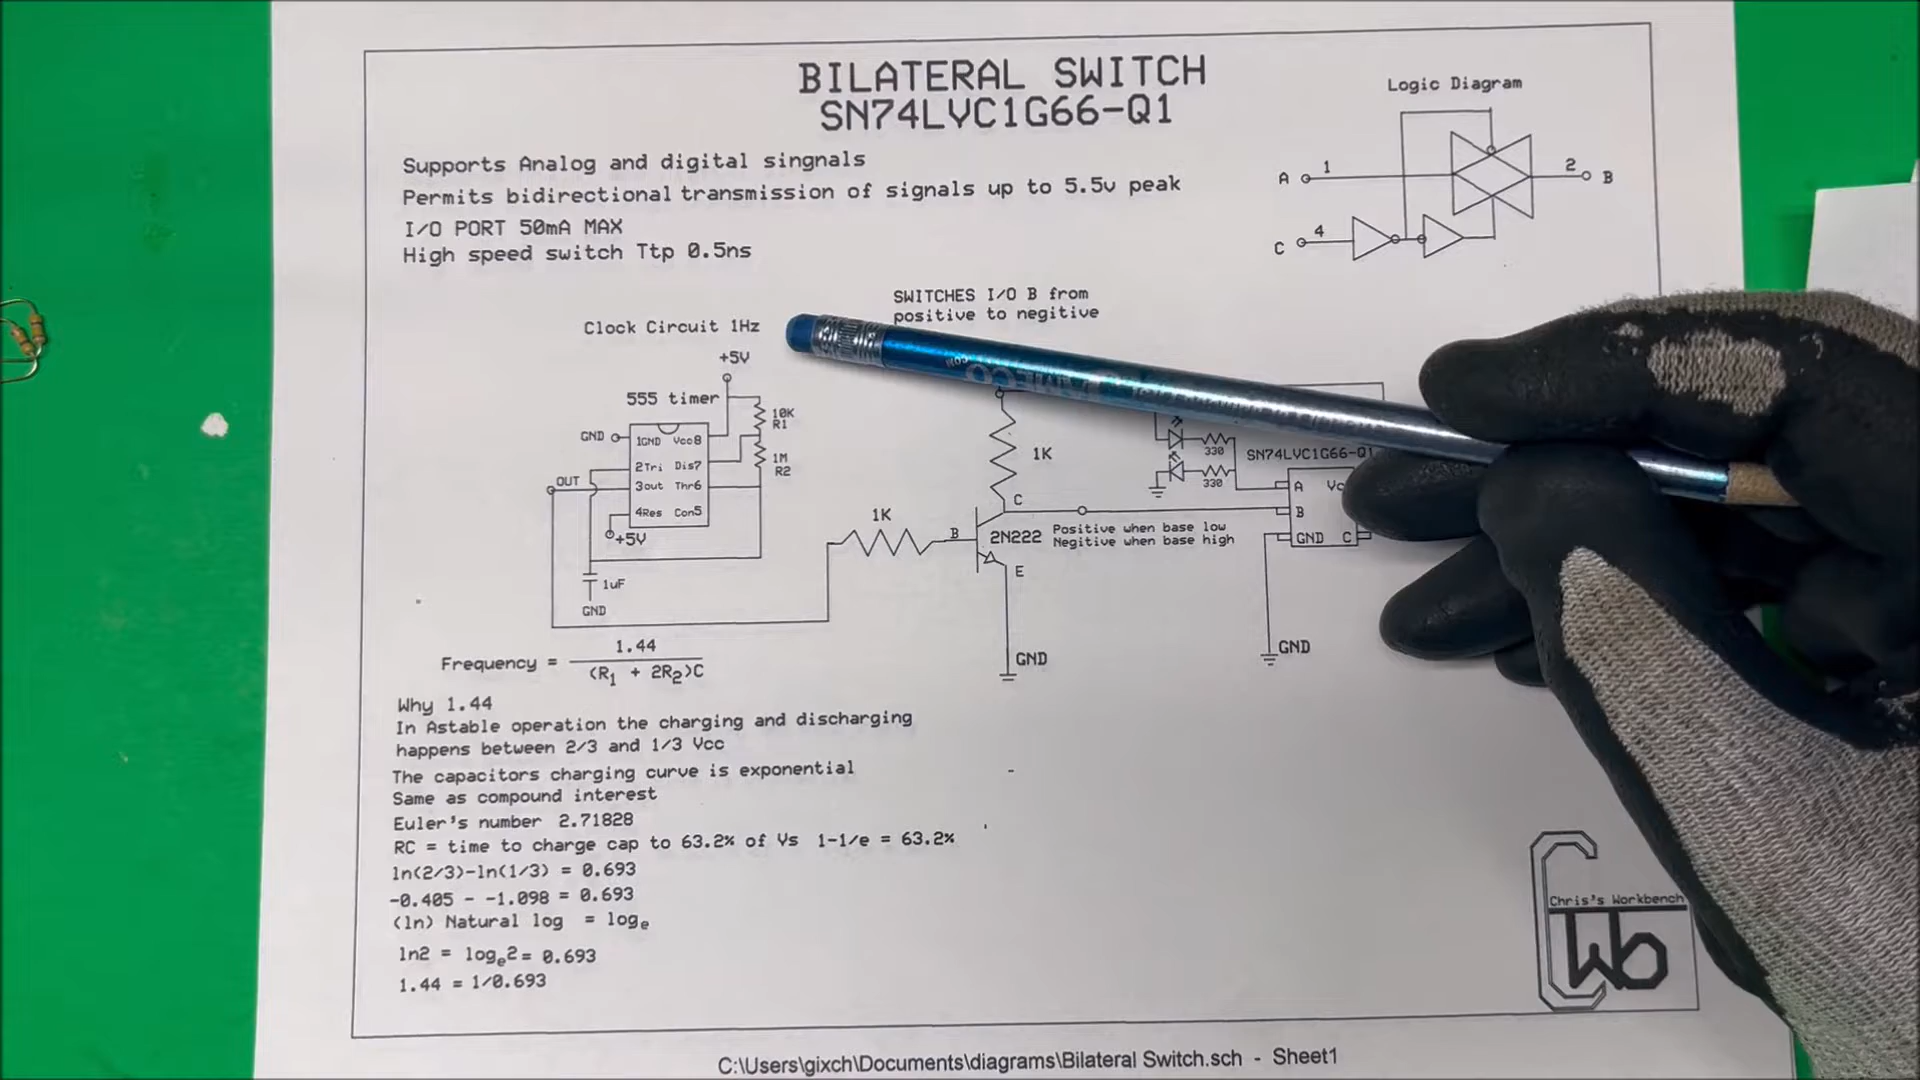 BILATERAL SWITCH
SN74LVC1G66-Q1
Logic Diagram
Supports Analog and digital singnals
Permits bidirectional transmission of signals up to 5.5v peak
I/O PORT 50mA MAX
High speed switch Ttp 0.5ns
A 1 2 B
C 4
SWITCHES I/O B from
positive to negitive
Clock Circuit 1Hz
+5V
555 timer
10K
R1
GND 1GND Vcc8
1M
R2
2Tri Dis7
OUT 3out Thr6
4Res Con5
+5V
1uF
GND
1K
B
1K
C
2N222
E
GND
Positive when base low
Negitive when base high
330
330
SN74LVC1G66-Q1
A Vc
B
GND C
GND
Frequency = 1.44
(R1 + 2R2)C
Why 1.44
In Astable operation the charging and discharging
happens between 2/3 and 1/3 Vcc
The capacitors charging curve is exponential
Same as compound interest
Euler's number 2.71828
RC = time to charge cap to 63.2% of Vs 1-1/e = 63.2%
ln(2/3)-ln(1/3) = 0.693
-0.405 - -1.098 = 0.693
(ln) Natural log = loge
ln2 = loge2= 0.693
1.44 = 1/0.693
Chris's Workbench
C:\Users\gixch\Documents\diagrams\Bilateral Switch.sch - Sheet1